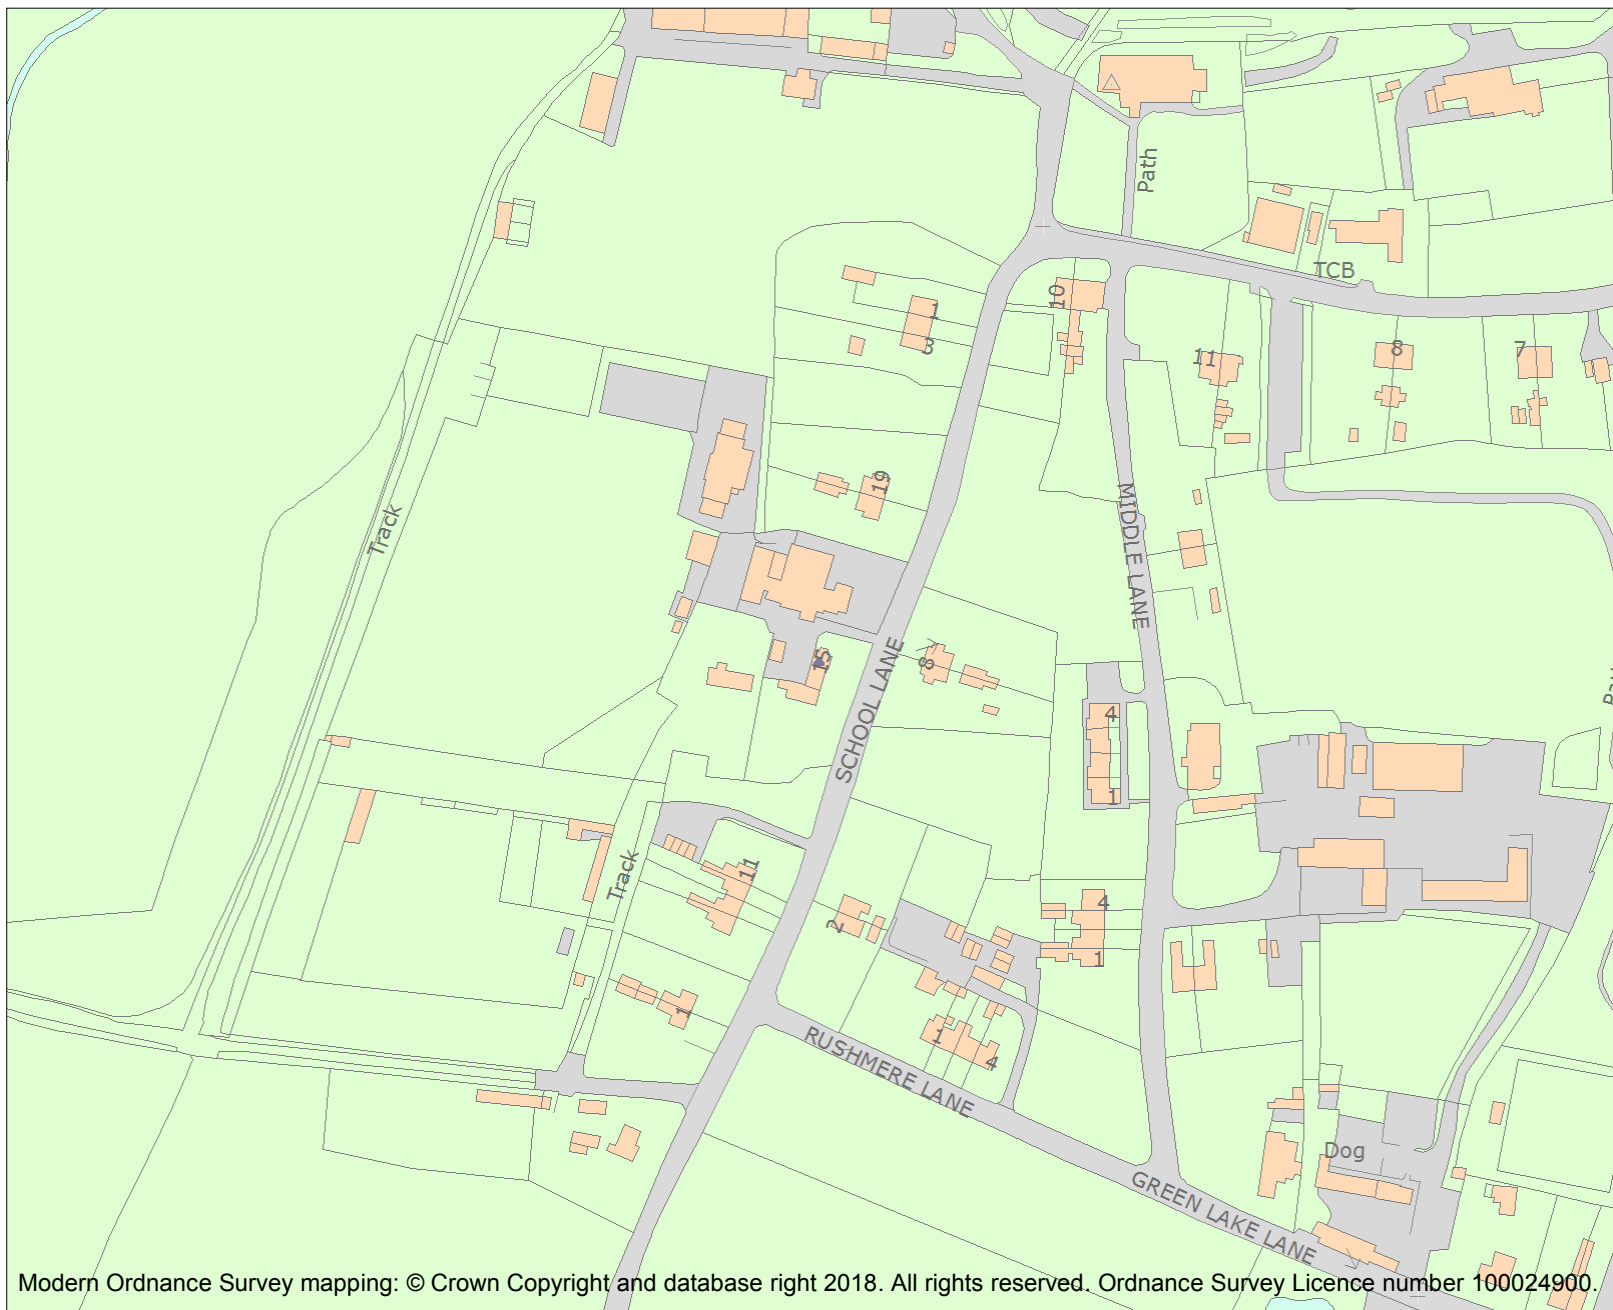 Path
TCB
10
1
3
11
8
7
19
Track
MIDDLE LANE
15
8
SCHOOL LANE
4
1
11
Track
2
4
1
1
1
4
RUSHMERE LANE
Dog
GREEN LAKE LANE
Modern Ordnance Survey mapping: © Crown Copyright and database right 2018. All rights reserved. Ordnance Survey Licence number 100024900.